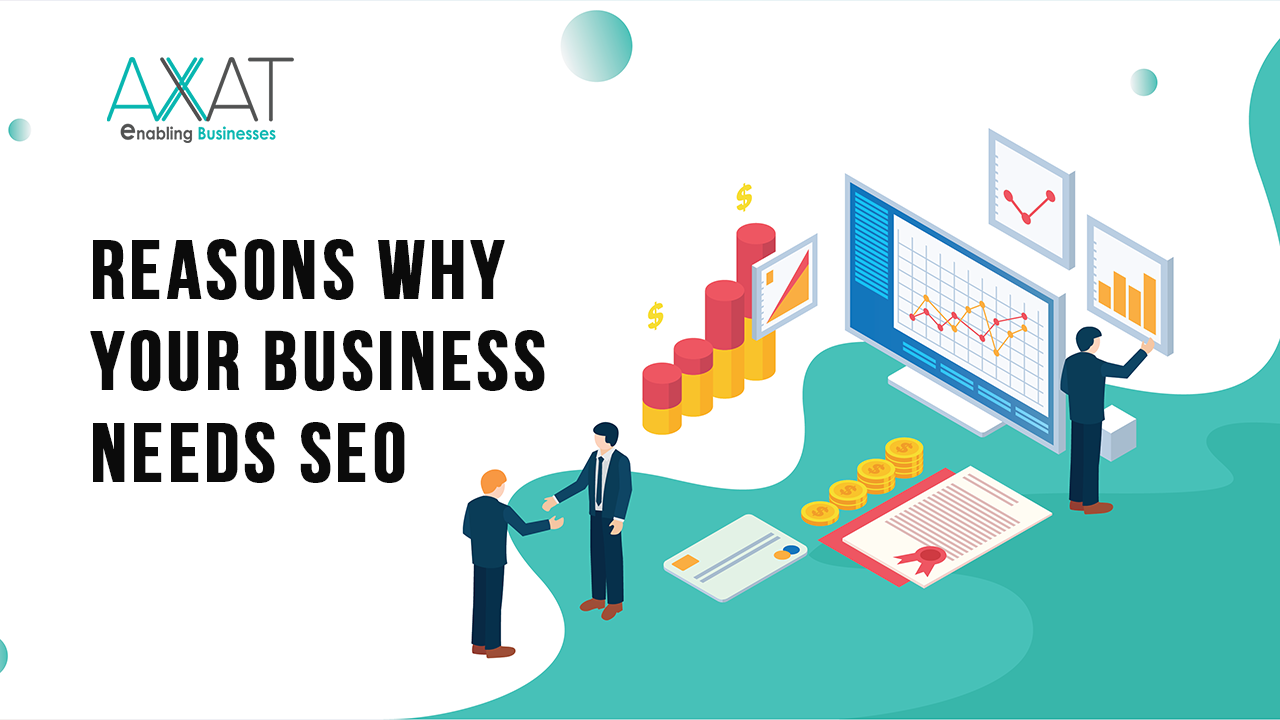 AXAT
enabling Businesses
REASONS WHY
YOUR BUSINESS
NEEDS SEO
$
$